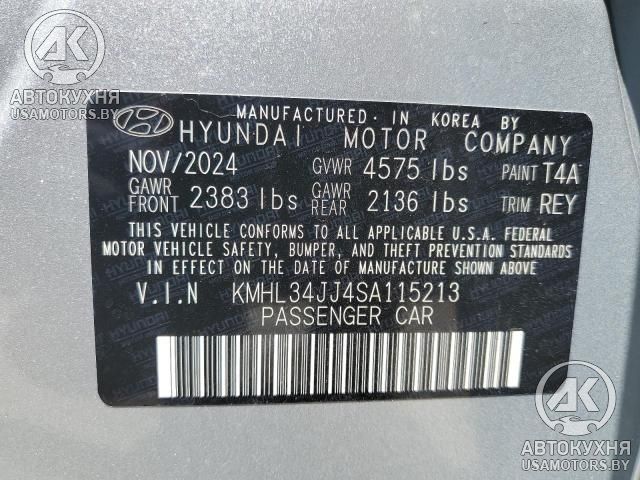 АК
АВТОКУХНЯ
USAMOTORS.BY
MANUFACTURED IN KOREA BY
HYUNDAI MOTOR COMPANY
NOV/2024 GVWR 4575 lbs PAINT T4A
GAWR FRONT 2383 lbs GAWR REAR 2136 lbs TRIM REY
THIS VEHICLE CONFORMS TO ALL APPLICABLE U.S.A. FEDERAL
MOTOR VEHICLE SAFETY, BUMPER, AND THEFT PREVENTION STANDARDS
IN EFFECT ON THE DATE OF MANUFACTURE SHOWN ABOVE
V.I.N KMHL34JJ4SA115213
PASSENGER CAR
АК
АВТОКУХНЯ
USAMOTORS.BY